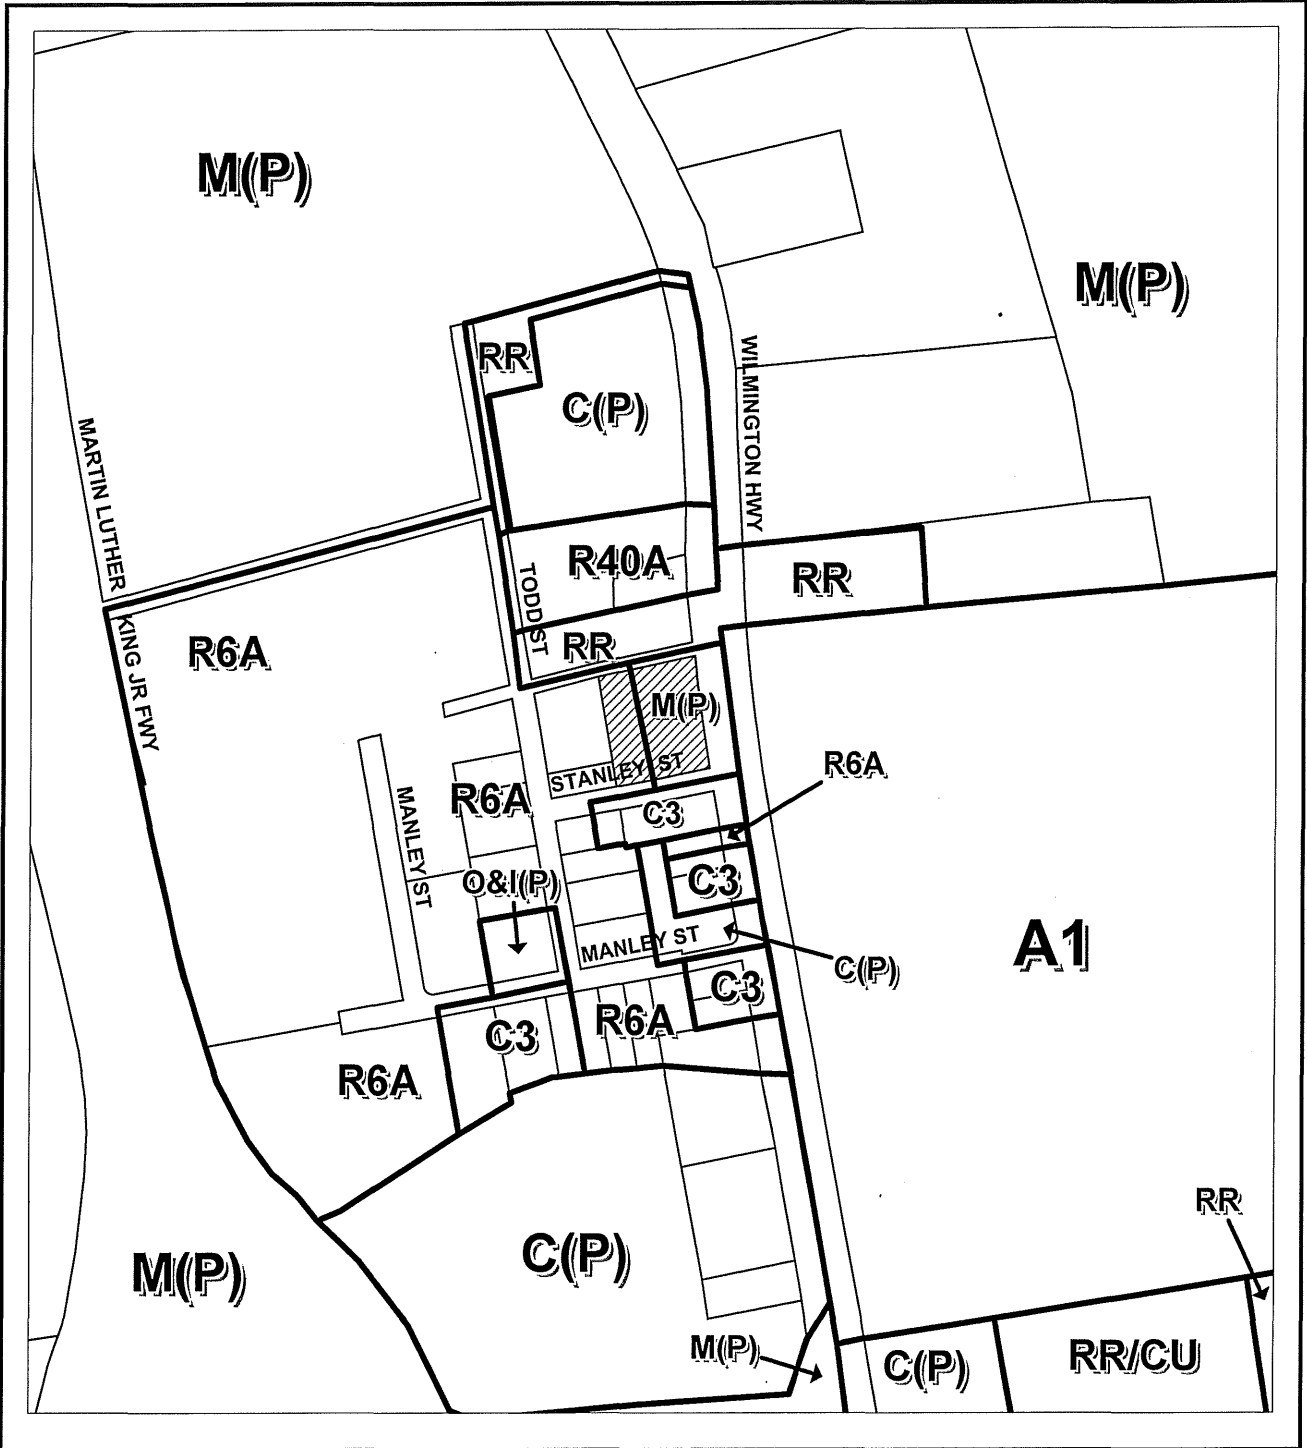 M(P)
M(P)
RR
C(P)
WILMINGTON HWY
MARTIN LUTHER
KING JR FWY
R40A
TODD ST
RR
R6A
RR
M(P)
STANLEY ST
R6A
R6A
C3
MANLEY ST
O&I(P)
C3
MANLEY ST
A1
C(P)
C3
C3
R6A
R6A
RR
C(P)
M(P)
M(P)
C(P)
RR/CU